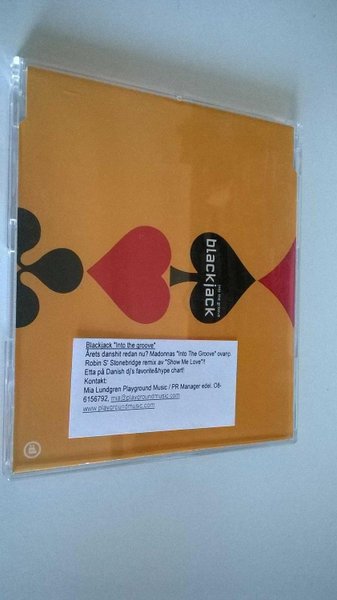 blackjack
into the groove
Blackjack "Into the groove"
Årets danshit redan nu? Madonnas "Into The Groove" ovanp.
Robin S' Stonebridge remix av "Show Me Love"!
Etta på Danish dj's favorite&hype chart!
Kontakt:
Mia Lundgren Playground Music / PR Manager edel. O8-
6156792, mia@playgroundmusic.com
www.playgroundmusic.com